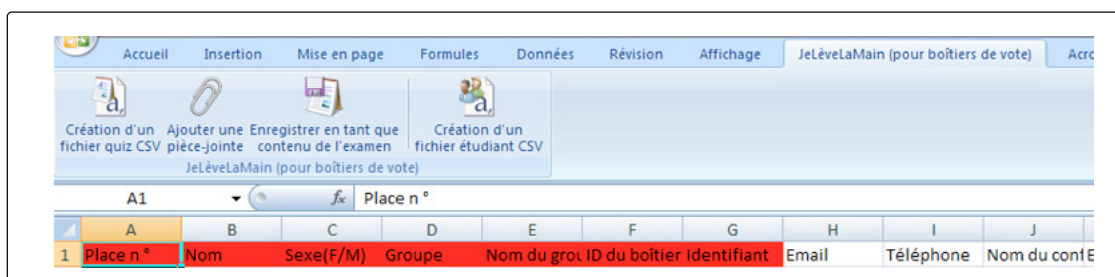 Accueil Insertion Mise en page Formules Données Révision Affichage JeLèveLaMain (pour boîtiers de vote) Acro
Création d'un fichier quiz CSV
Ajouter une pièce-jointe
Enregistrer en tant que contenu de l'examen
Création d'un fichier étudiant CSV
JeLèveLaMain (pour boîtiers de vote)
A1 fx Place n °
A B C D E F G H I J
1 Place n ° Nom Sexe(F/M) Groupe Nom du grou ID du boîtier Identifiant Email Téléphone Nom du conf E